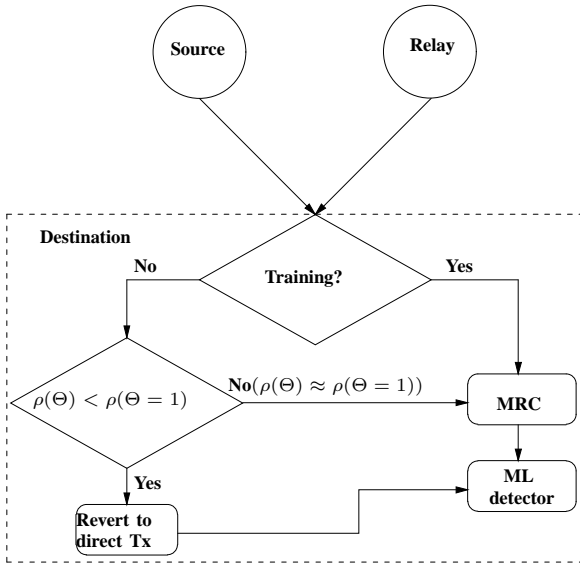 Source
Relay
Destination
Training?
No
Yes
ρ(Θ) < ρ(Θ = 1)
No(ρ(Θ) ≈ ρ(Θ = 1))
MRC
Yes
ML
detector
Revert to
direct Tx